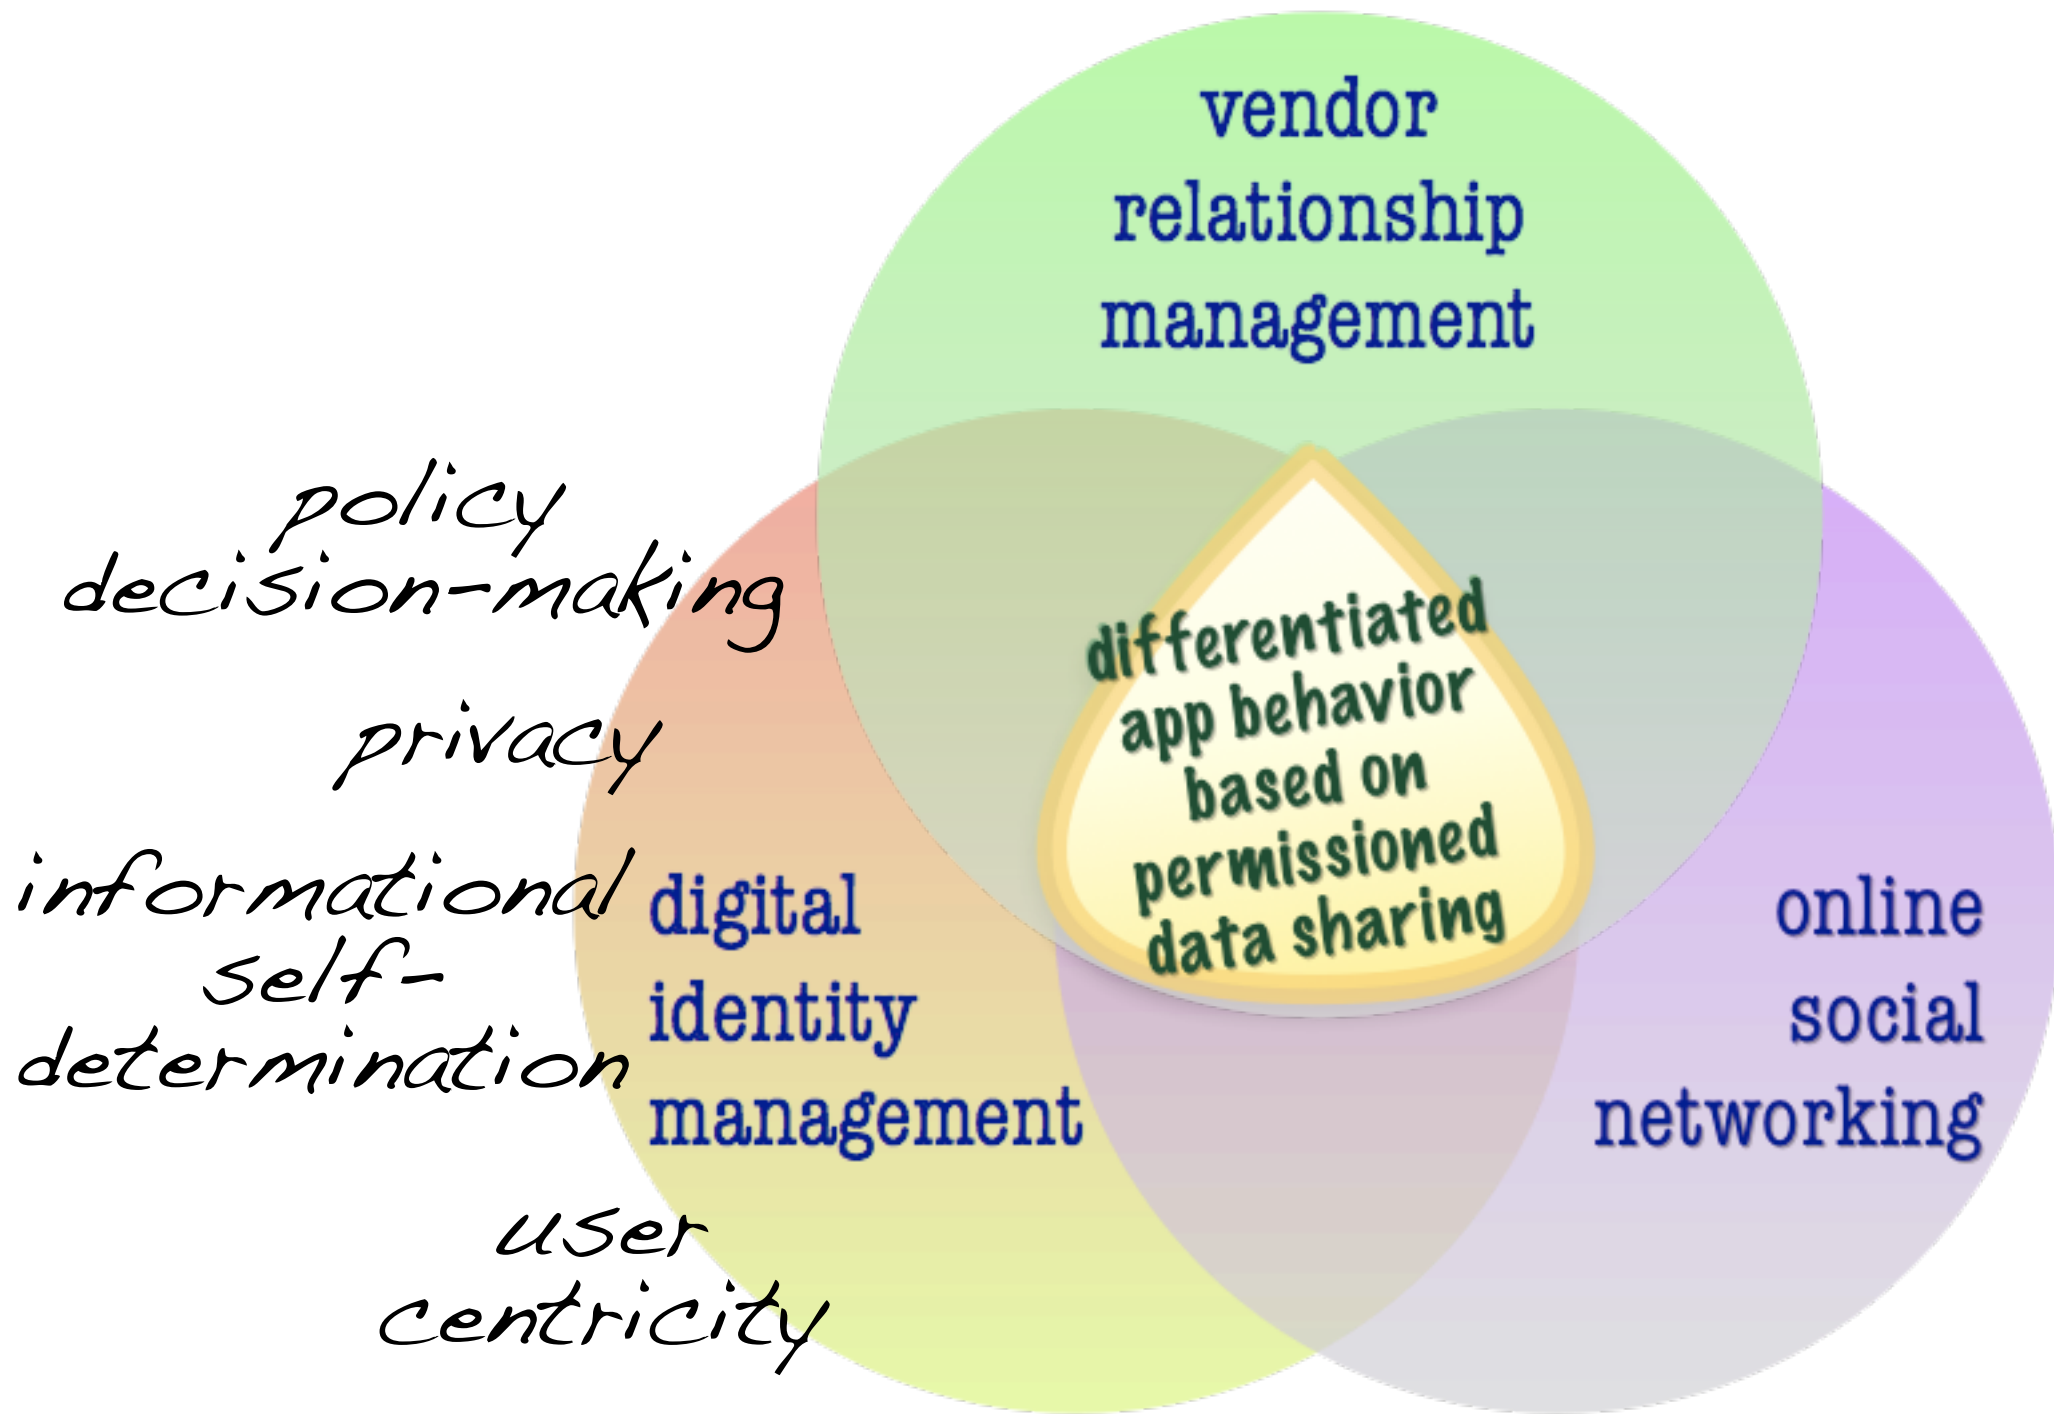 vendor
relationship
management
policy
decision-making
privacy
informational
self-
determination
user
centricity
digital
identity
management
differentiated
app behavior
based on
permissioned
data sharing
online
social
networking